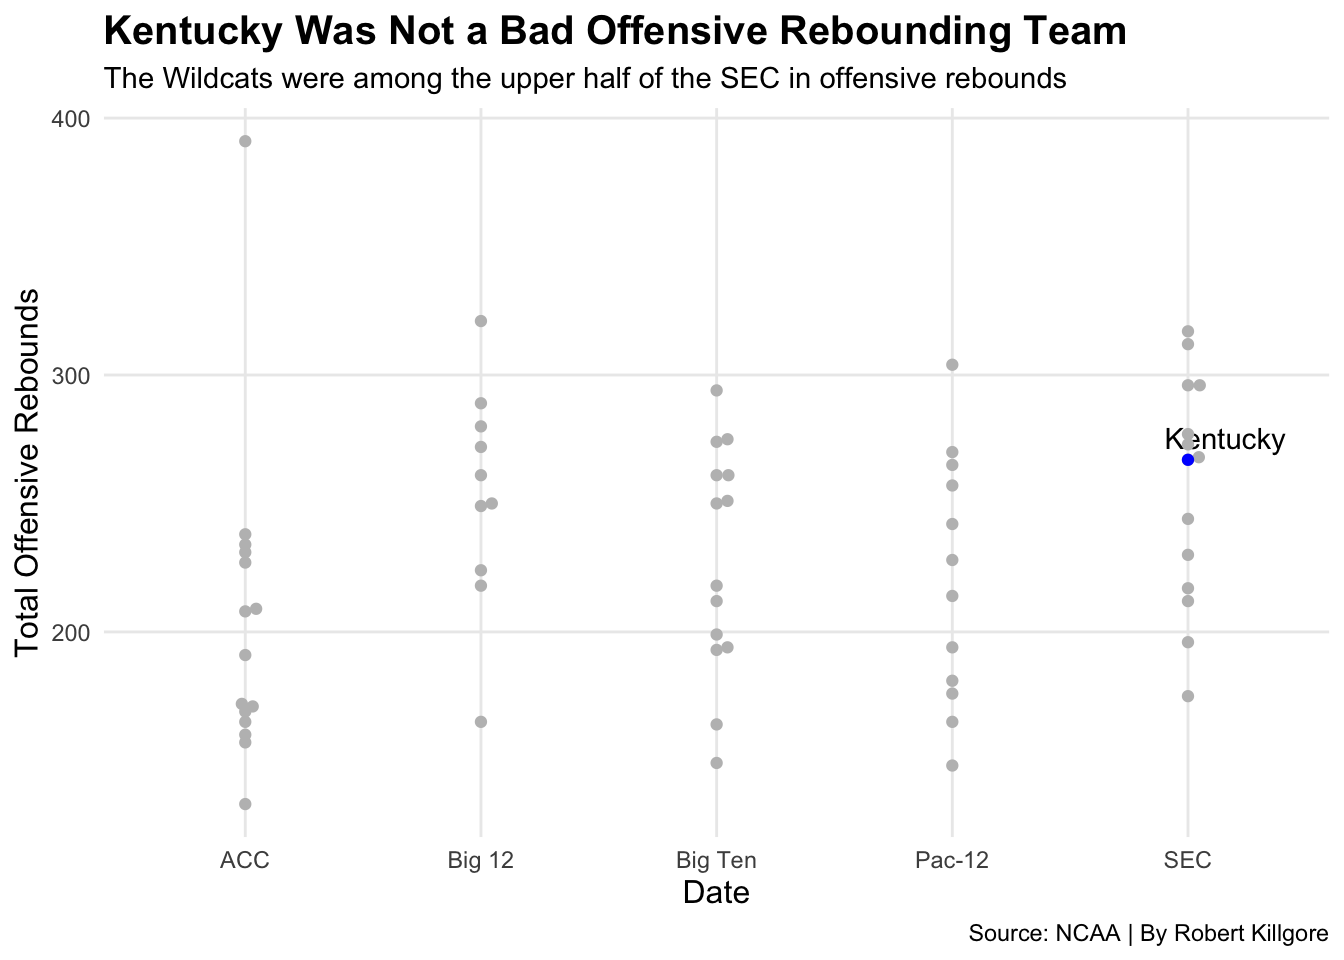 Kentucky Was Not a Bad Offensive Rebounding Team
The Wildcats were among the upper half of the SEC in offensive rebounds
Total Offensive Rebounds
400
300
200
Kentucky
ACC
Big 12
Big Ten
Pac-12
SEC
Date
Source: NCAA | By Robert Killgore